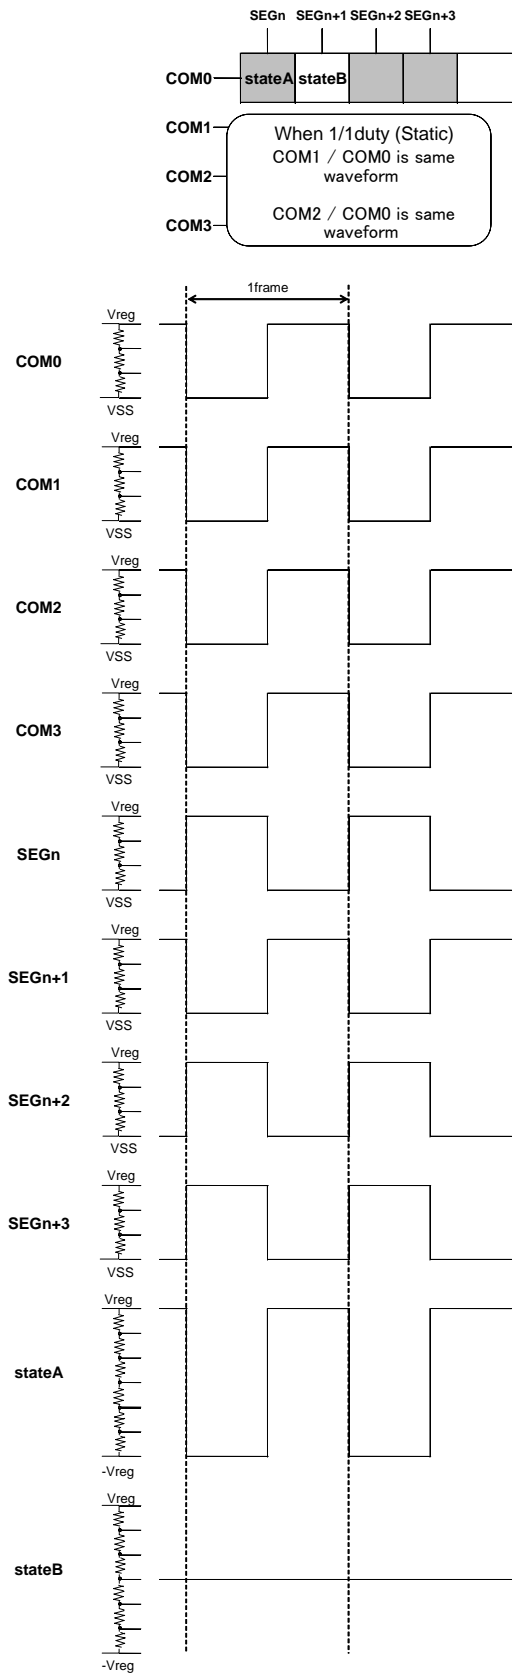 SEGn SEGn+1 SEGn+2 SEGn+3
COM0 stateA stateB
COM1
COM2
COM3
When 1/1duty (Static)
COM1 / COM0 is same
waveform
COM2 / COM0 is same
waveform
1frame
Vreg
COM0
VSS
Vreg
COM1
VSS
Vreg
COM2
VSS
Vreg
COM3
VSS
Vreg
SEGn
VSS
Vreg
SEGn+1
VSS
Vreg
SEGn+2
VSS
Vreg
SEGn+3
VSS
Vreg
stateA
-Vreg
Vreg
stateB
-Vreg